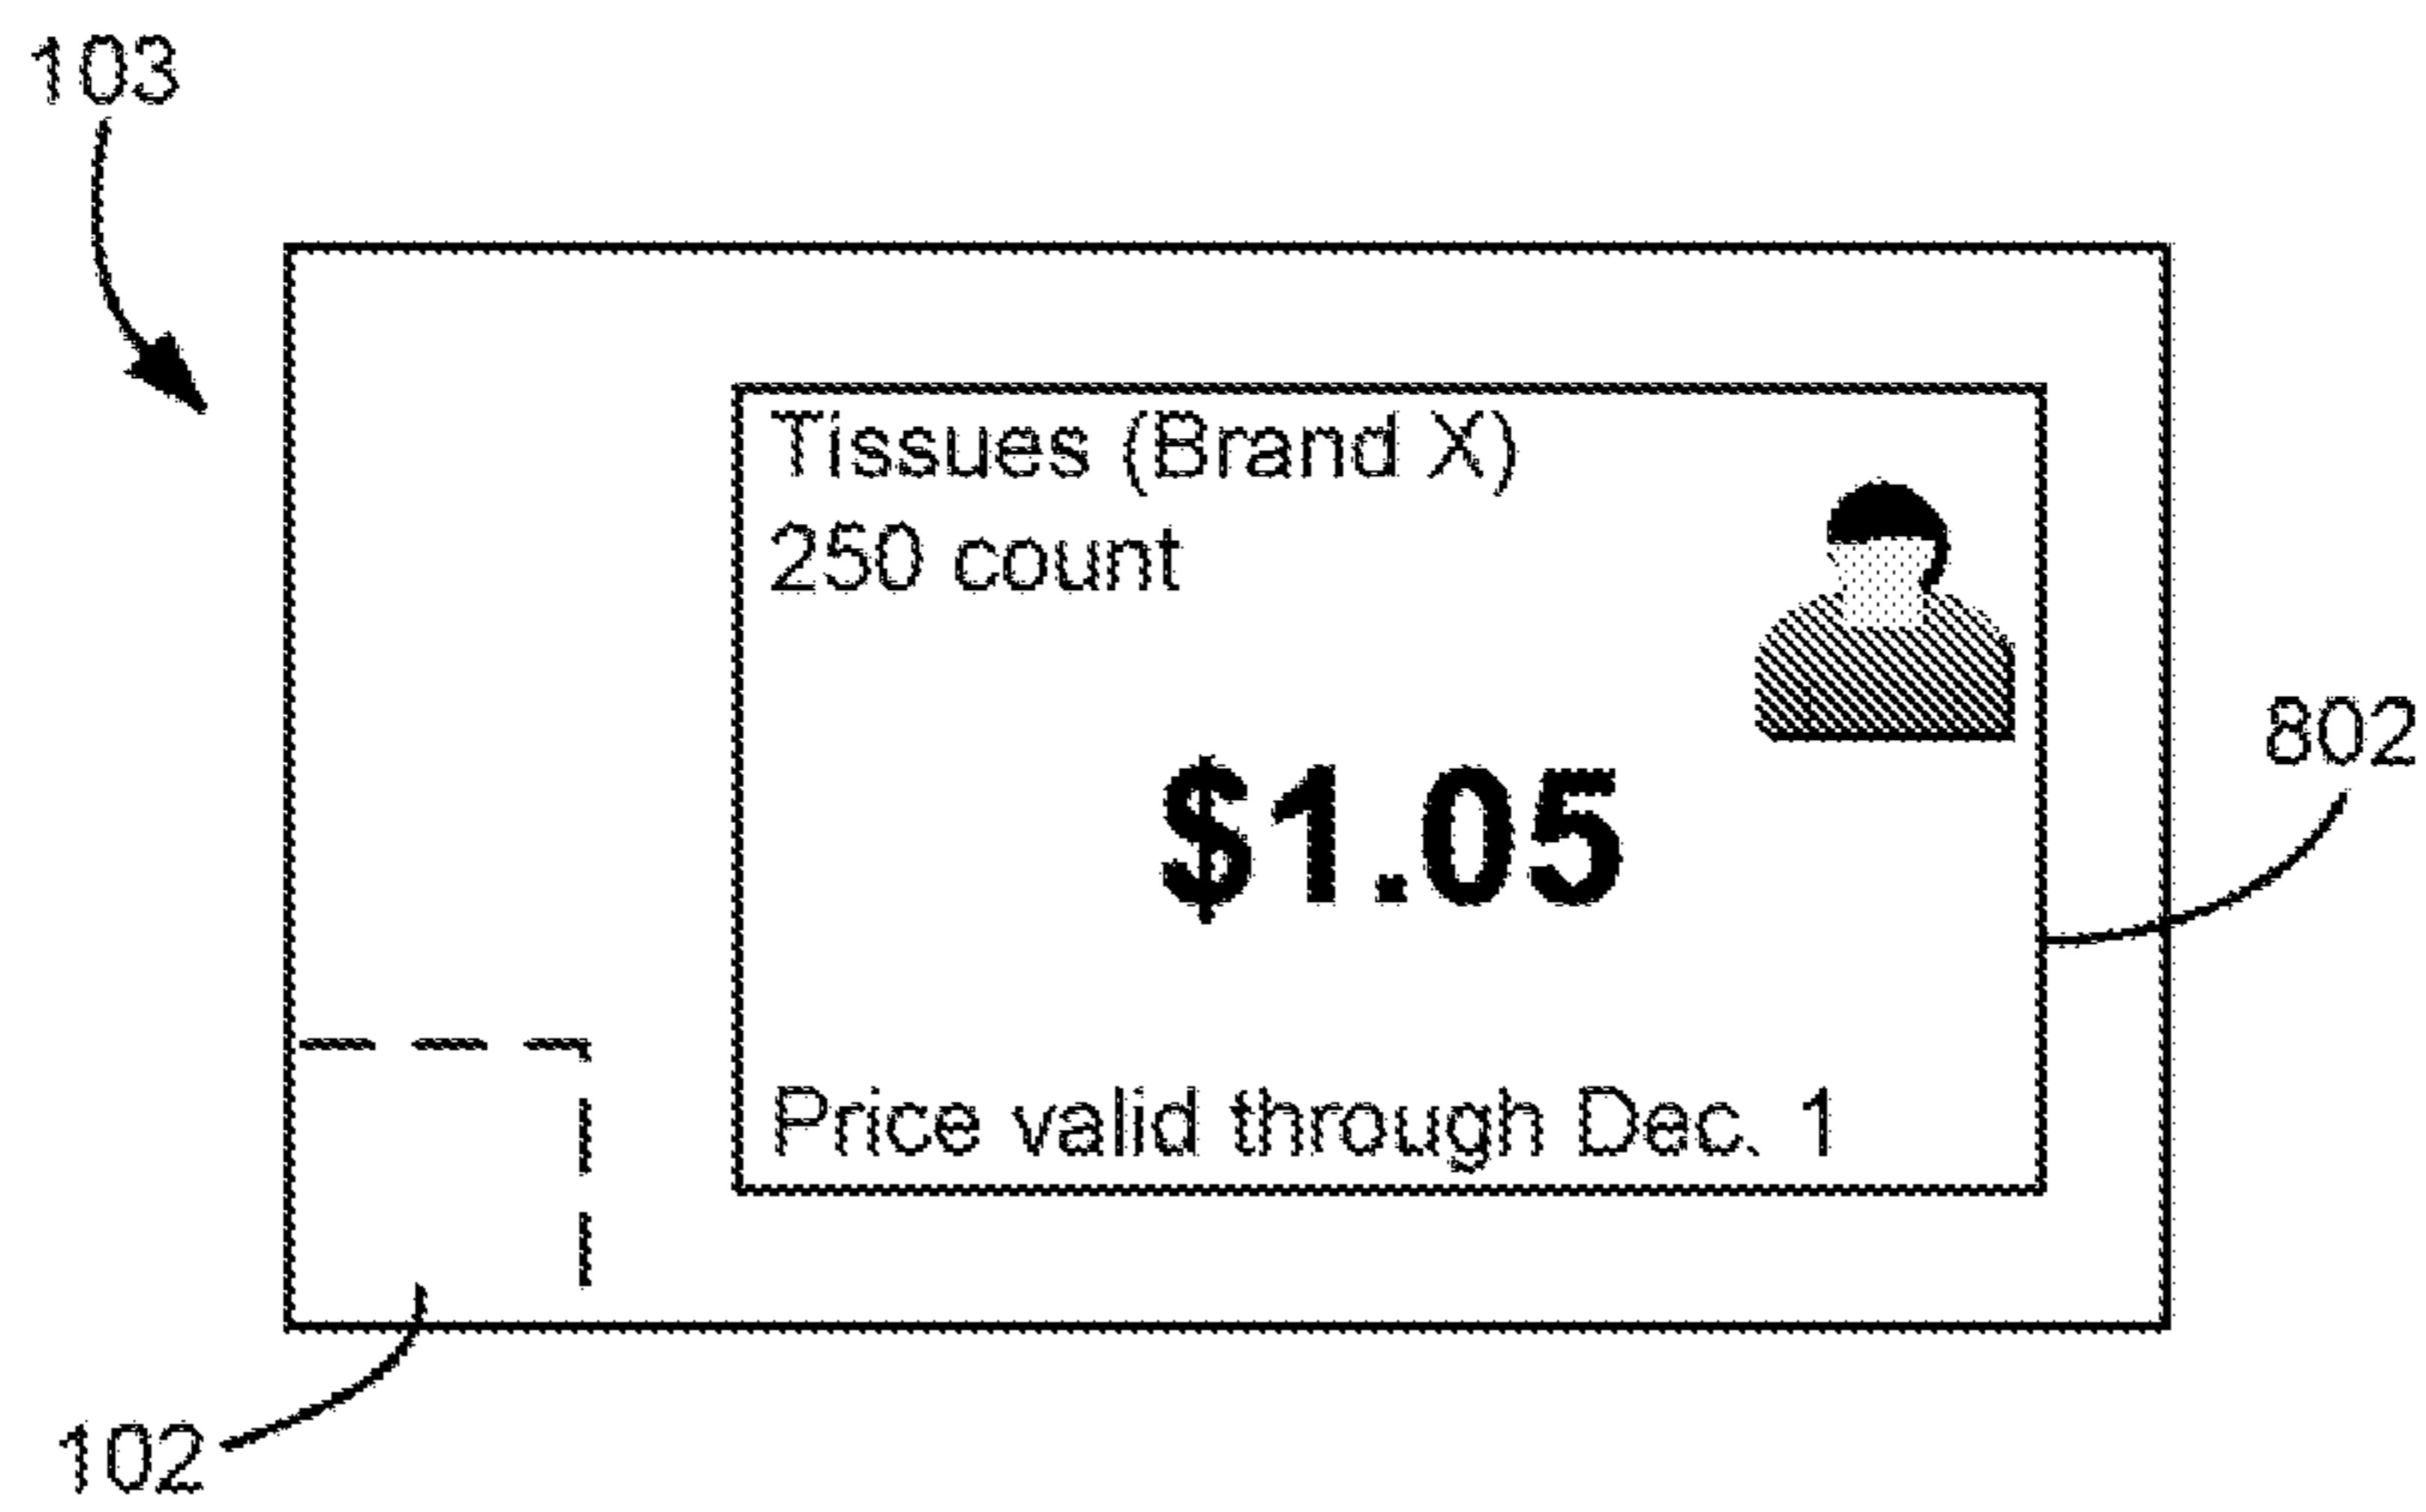 103
Tissues (Brand X)
250 count
802
$1.05
Price valid through Dec. 1
102